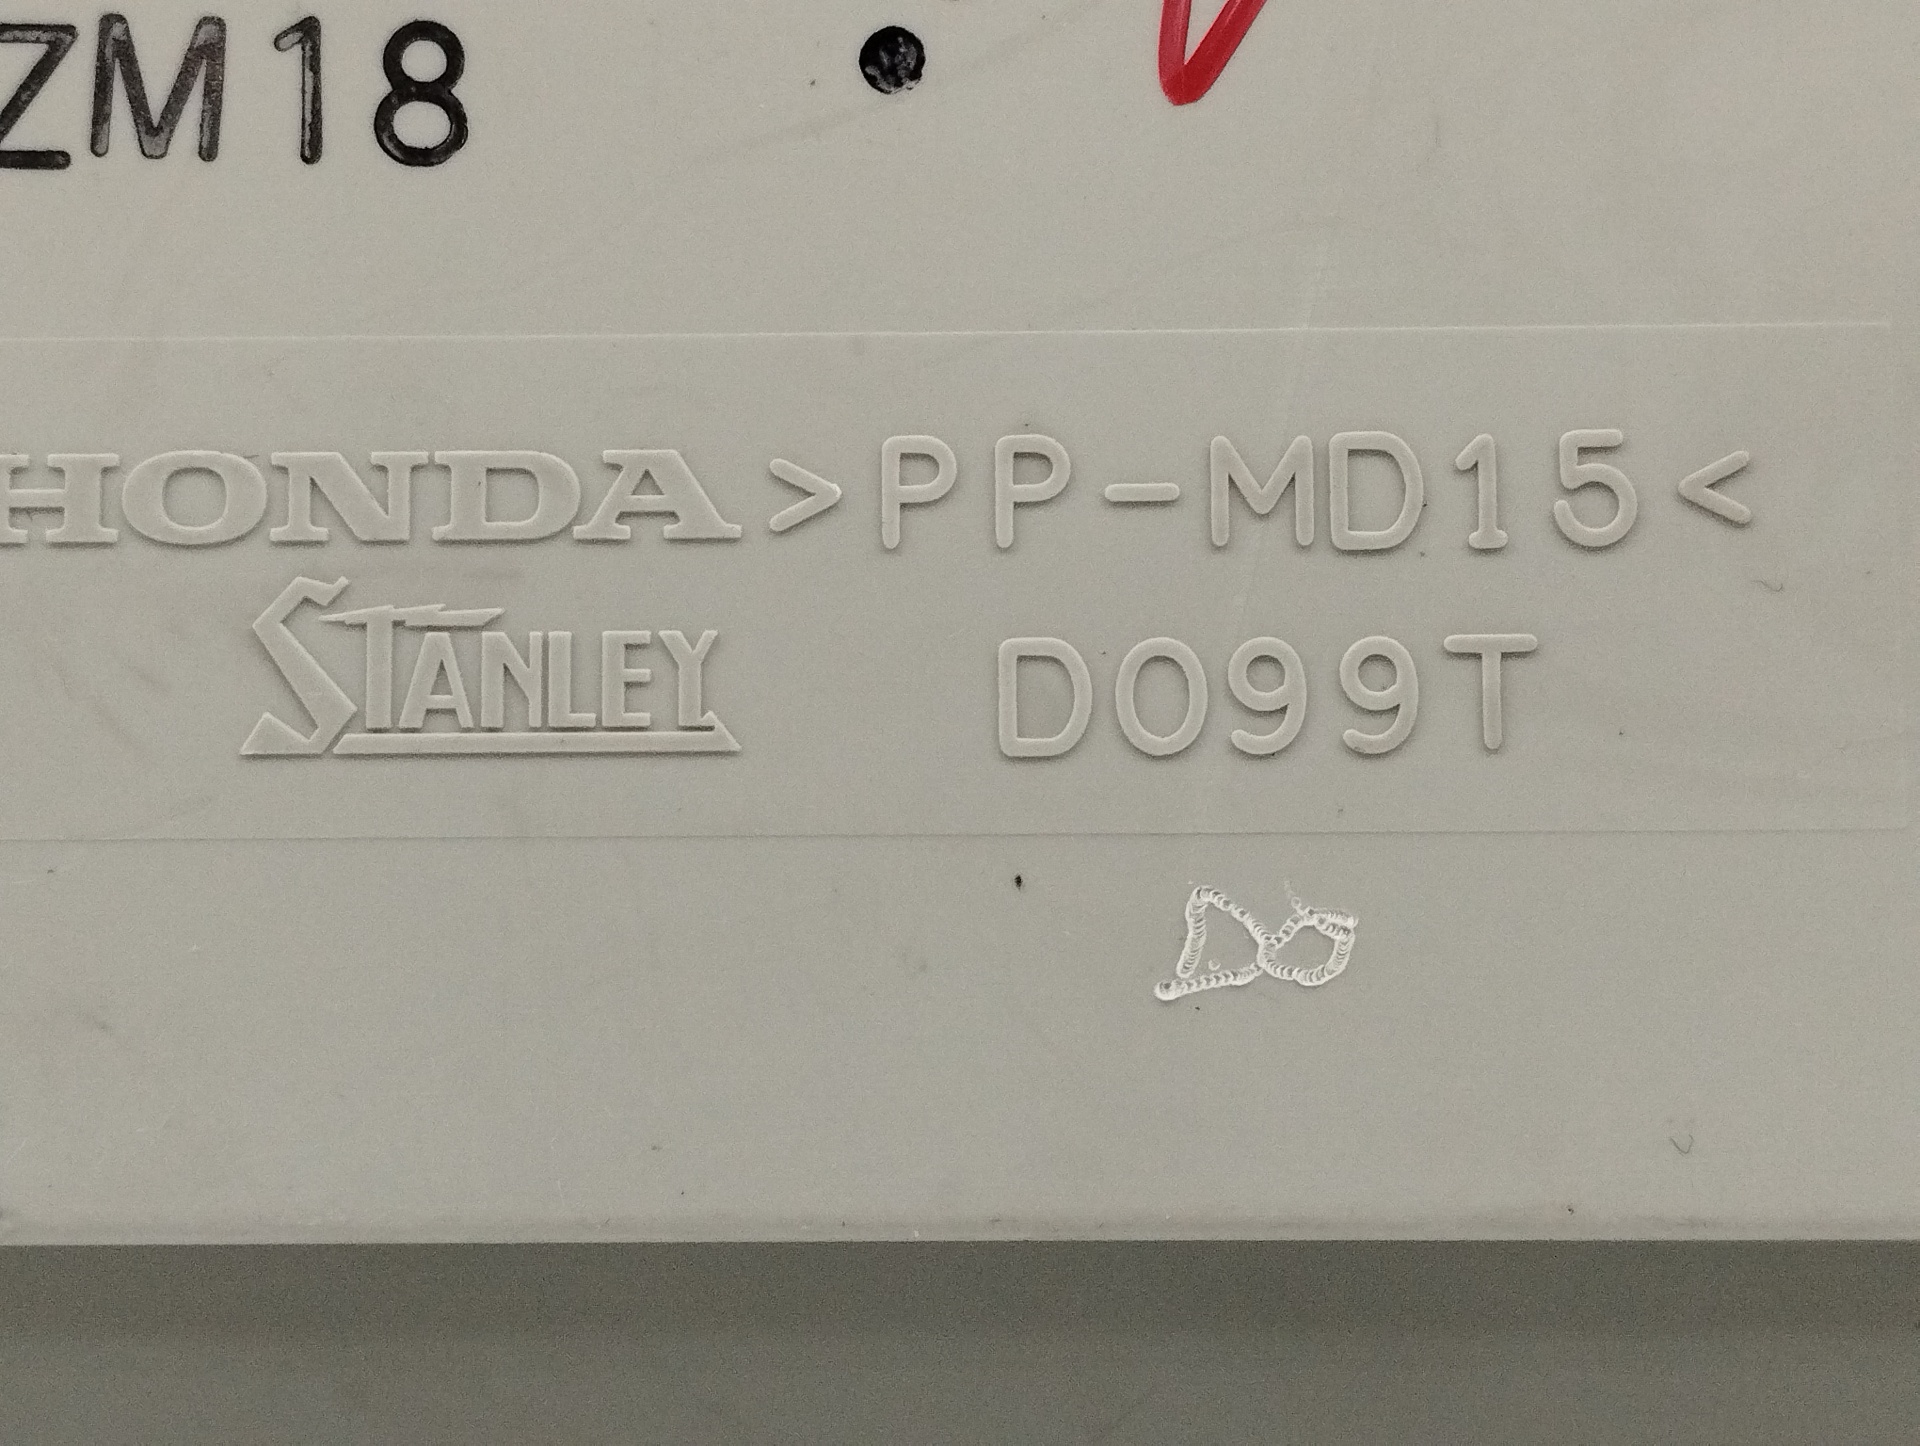 ZM18
HONDA >PP-MD15<
STANLEY D099T